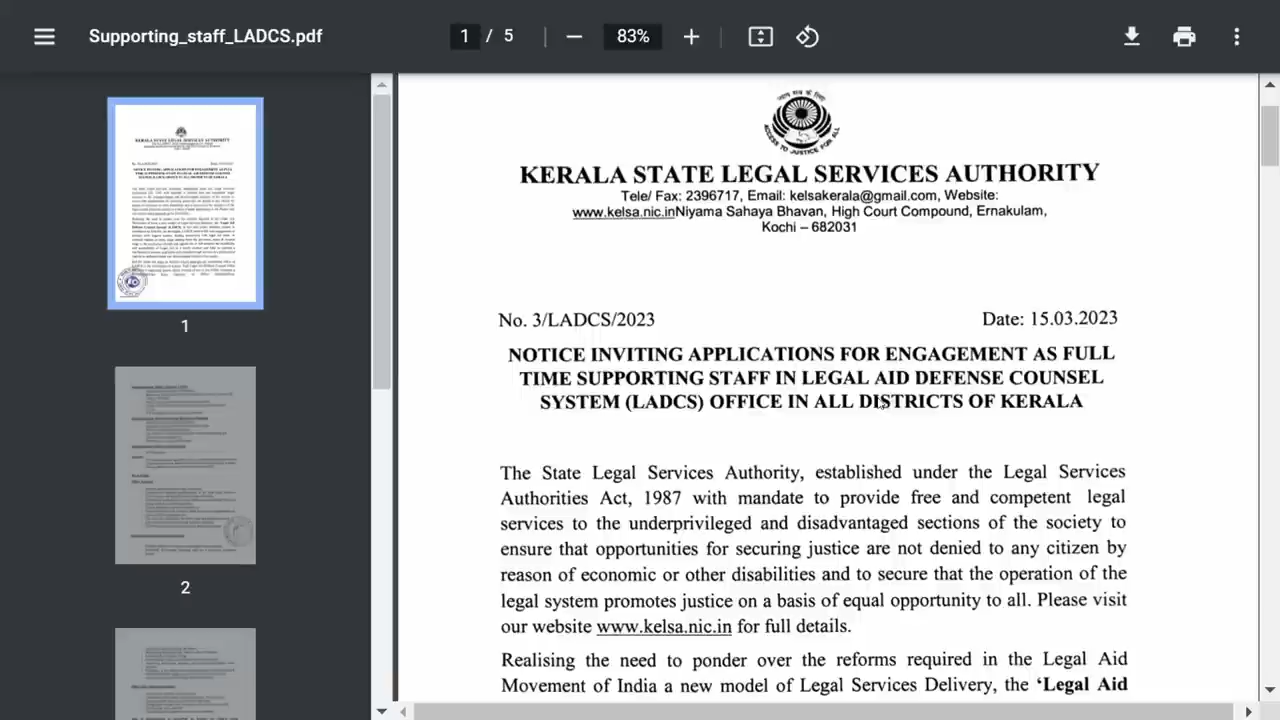 Supporting_staff_LADCS.pdf
1 / 5
83%
1
2
ACCESS TO JUSTICE FOR ALL
KERALA STATE LEGAL SERVICES AUTHORITY
teleFax: 2396717, Email: kelsakerala@gmail.com, Website:
www.kelsa.nic.inNiyama Sahaya Bhavan, High Court Compound, Ernakulam,
Kochi – 682031
No. 3/LADCS/2023
Date: 15.03.2023
NOTICE INVITING APPLICATIONS FOR ENGAGEMENT AS FULL
TIME SUPPORTING STAFF IN LEGAL AID DEFENSE COUNSEL
SYSTEM (LADCS) OFFICE IN ALL DISTRICTS OF KERALA
The State Legal Services Authority, established under the Legal Services
Authorities Act, 1987 with mandate to provide free and competent legal
services to the underprivileged and disadvantaged sections of the society to
ensure that opportunities for securing justice are not denied to any citizen by
reason of economic or other disabilities and to secure that the operation of the
legal system promotes justice on a basis of equal opportunity to all. Please visit
our website www.kelsa.nic.in for full details.
Realising the need to ponder over the reforms required in the Legal Aid
Movement of India a new model of Legal Services Delivery, the ‘Legal Aid